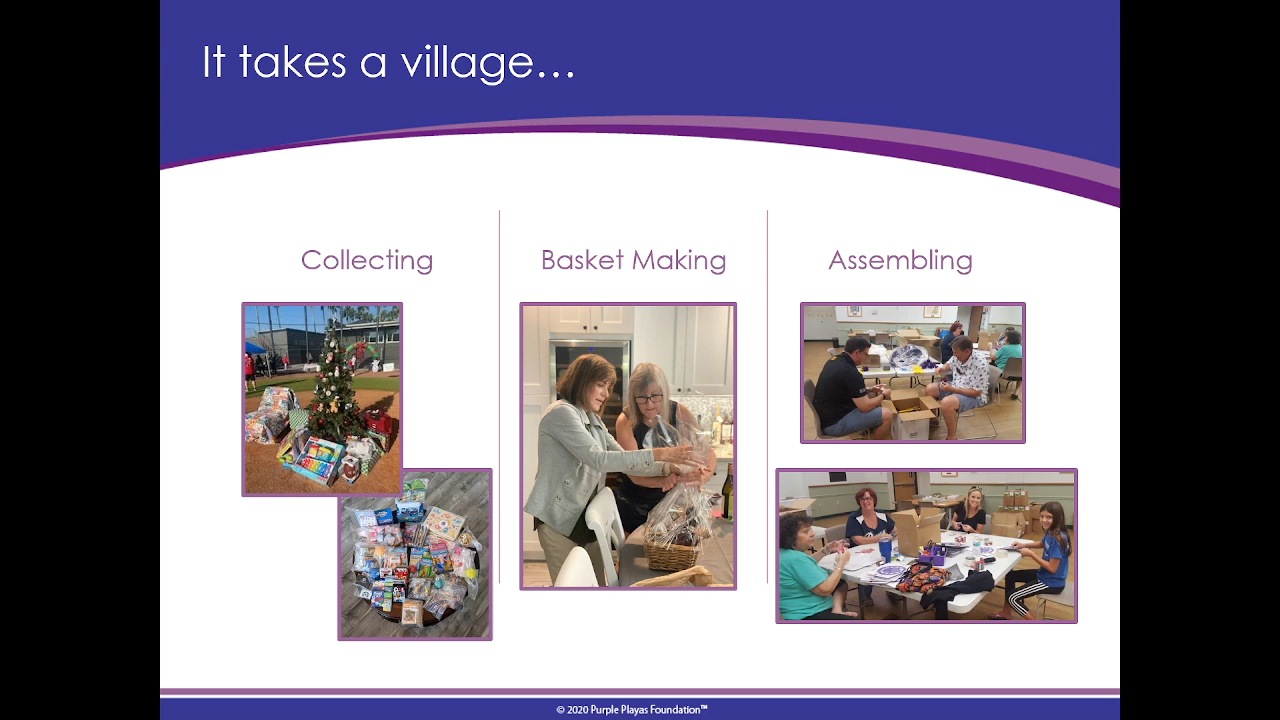 It takes a village…
Collecting
Basket Making
Assembling
© 2020 Purple Playas Foundation™